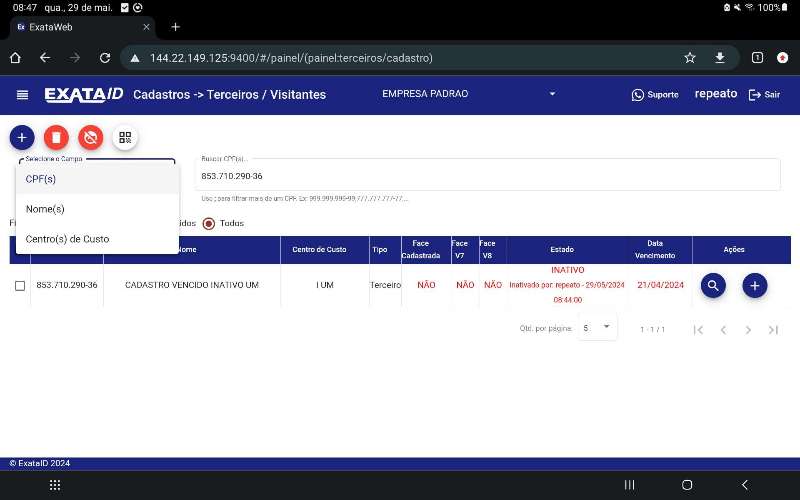 08:47 qua., 29 de mai.
100%
Ex ExataWeb
144.22.149.125:9400/#/painel/(painel:terceiros/cadastro)
1
EXATAID Cadastros -> Terceiros / Visitantes EMPRESA PADRAO Suporte repeato Sair
Selecione o Campo
CPF(s)
Nome(s)
Centro(s) de Custo
Buscar CPF(s)...
853.710.290-36
Use ; para filtrar mais de um CPF. Ex: 999.999.999-99;777.777.777-77;...
Todos
Nome Centro de Custo Tipo Face Cadastrada Face V7 Face V8 Estado Data Vencimento Ações
853.710.290-36 CADASTRO VENCIDO INATIVO UM I UM Terceiro NÃO NÃO NÃO INATIVO 21/04/2024
Inativado por: repeato - 29/05/2024
08:44:00
Qtd. por página: 5 1 - 1 / 1
© ExataID 2024